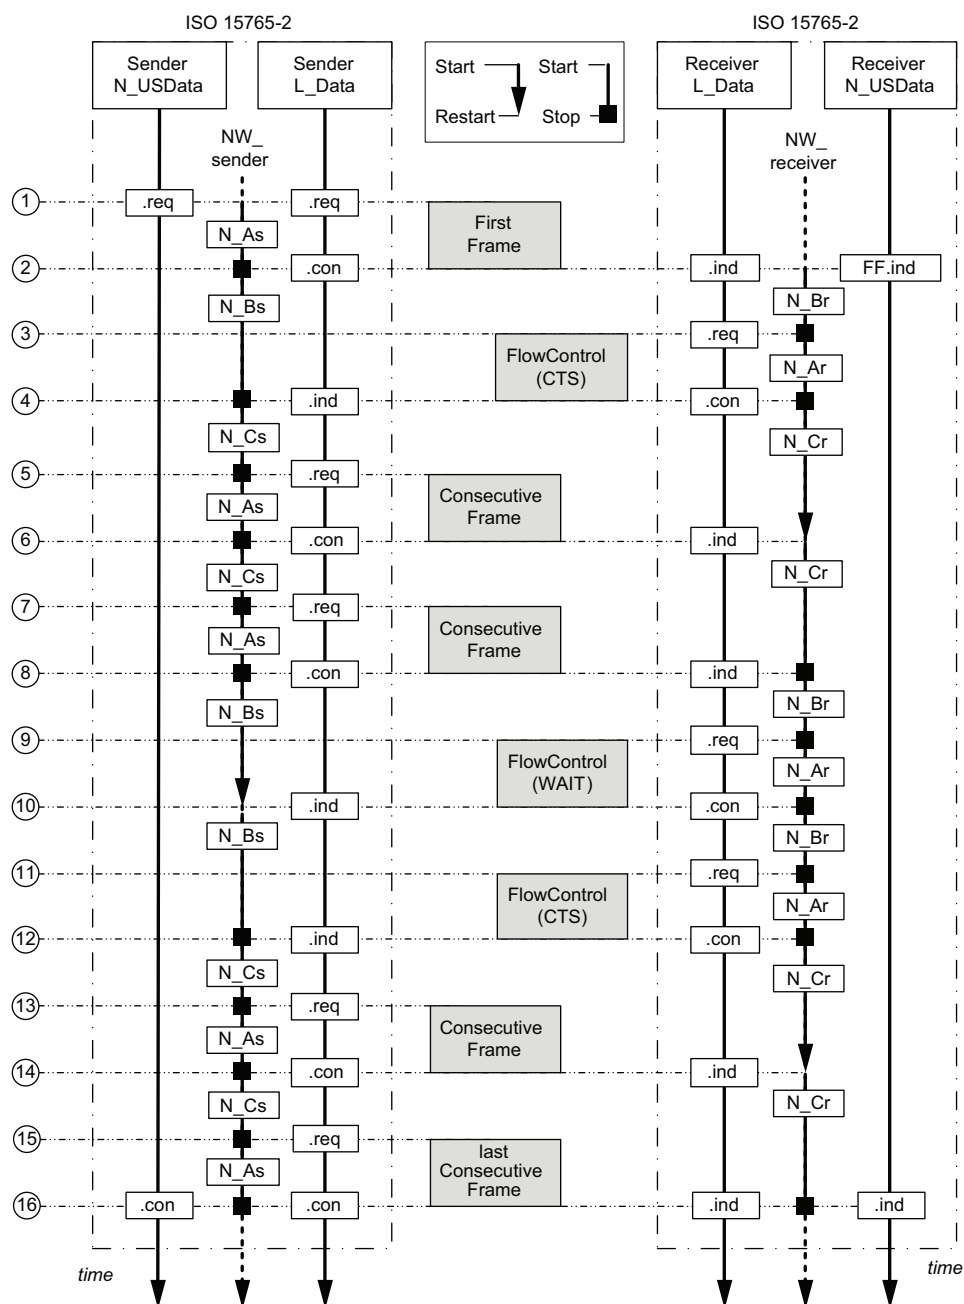 ISO 15765-2
ISO 15765-2
Sender
N_USData
Sender
L_Data
Start
Restart
Start
Stop
Receiver
L_Data
Receiver
N_USData
NW_
sender
NW_
receiver
1
.req
.req
First
Frame
N_As
2
.con
.ind
FF.ind
N_Bs
N_Br
3
.req
FlowControl
(CTS)
N_Ar
4
.ind
.con
N_Cs
N_Cr
5
.req
Consecutive
Frame
N_As
6
.con
.ind
N_Cs
N_Cr
7
.req
Consecutive
Frame
N_As
8
.con
.ind
N_Bs
N_Br
9
.req
FlowControl
(WAIT)
N_Ar
10
.ind
.con
N_Bs
N_Br
11
.req
FlowControl
(CTS)
N_Ar
12
.ind
.con
N_Cs
N_Cr
13
.req
Consecutive
Frame
N_As
14
.con
.ind
N_Cs
N_Cr
15
.req
last
Consecutive
Frame
N_As
16
.con
.con
.ind
.ind
time
time